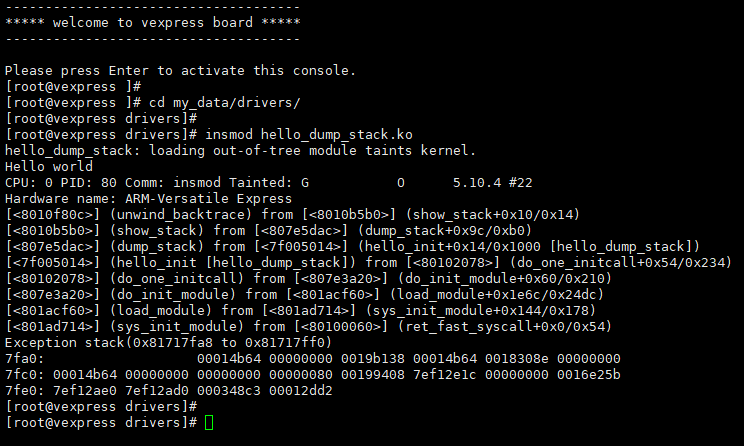 -------------------------------------
***** welcome to vexpress board *****
-------------------------------------
Please press Enter to activate this console.
[root@vexpress ]#
[root@vexpress ]# cd my_data/drivers/
[root@vexpress drivers]#
[root@vexpress drivers]# insmod hello_dump_stack.ko
hello_dump_stack: loading out-of-tree module taints kernel.
Hello world
CPU: 0 PID: 80 Comm: insmod Tainted: G           O      5.10.4 #22
Hardware name: ARM-Versatile Express
[<8010f80c>] (unwind_backtrace) from [<8010b5b0>] (show_stack+0x10/0x14)
[<8010b5b0>] (show_stack) from [<807e5dac>] (dump_stack+0x9c/0xb0)
[<807e5dac>] (dump_stack) from [<7f005014>] (hello_init+0x14/0x1000 [hello_dump_stack])
[<7f005014>] (hello_init [hello_dump_stack]) from [<80102078>] (do_one_initcall+0x54/0x234)
[<80102078>] (do_one_initcall) from [<807e3a20>] (do_init_module+0x60/0x210)
[<807e3a20>] (do_init_module) from [<801acf60>] (load_module+0x1e6c/0x24dc)
[<801acf60>] (load_module) from [<801ad714>] (sys_init_module+0x144/0x178)
[<801ad714>] (sys_init_module) from [<80100060>] (ret_fast_syscall+0x0/0x54)
Exception stack(0x81717fa8 to 0x81717ff0)
7fa0:                   00014b64 00000000 0019b138 00014b64 0018308e 00000000
7fc0: 00014b64 00000000 00000000 00000080 00199408 7ef12e1c 00000000 0016e25b
7fe0: 7ef12ae0 7ef12ad0 000348c3 00012dd2
[root@vexpress drivers]#
[root@vexpress drivers]#